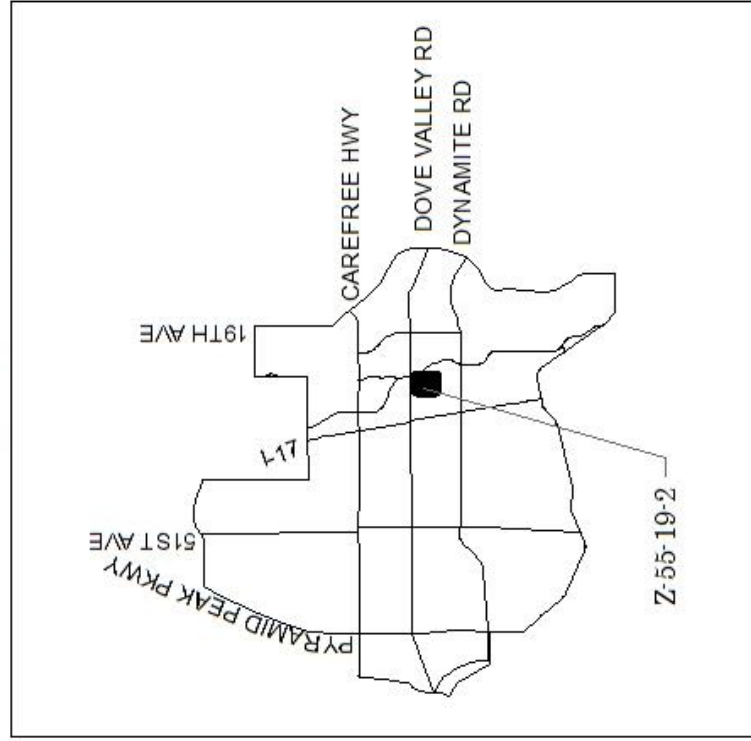 CAREFREE HWY
DOVE VALLEY RD
DYNAMITE RD
19TH AVE
I-17
51ST AVE
PYRAMID PEAK PKWY
Z-55-19-2